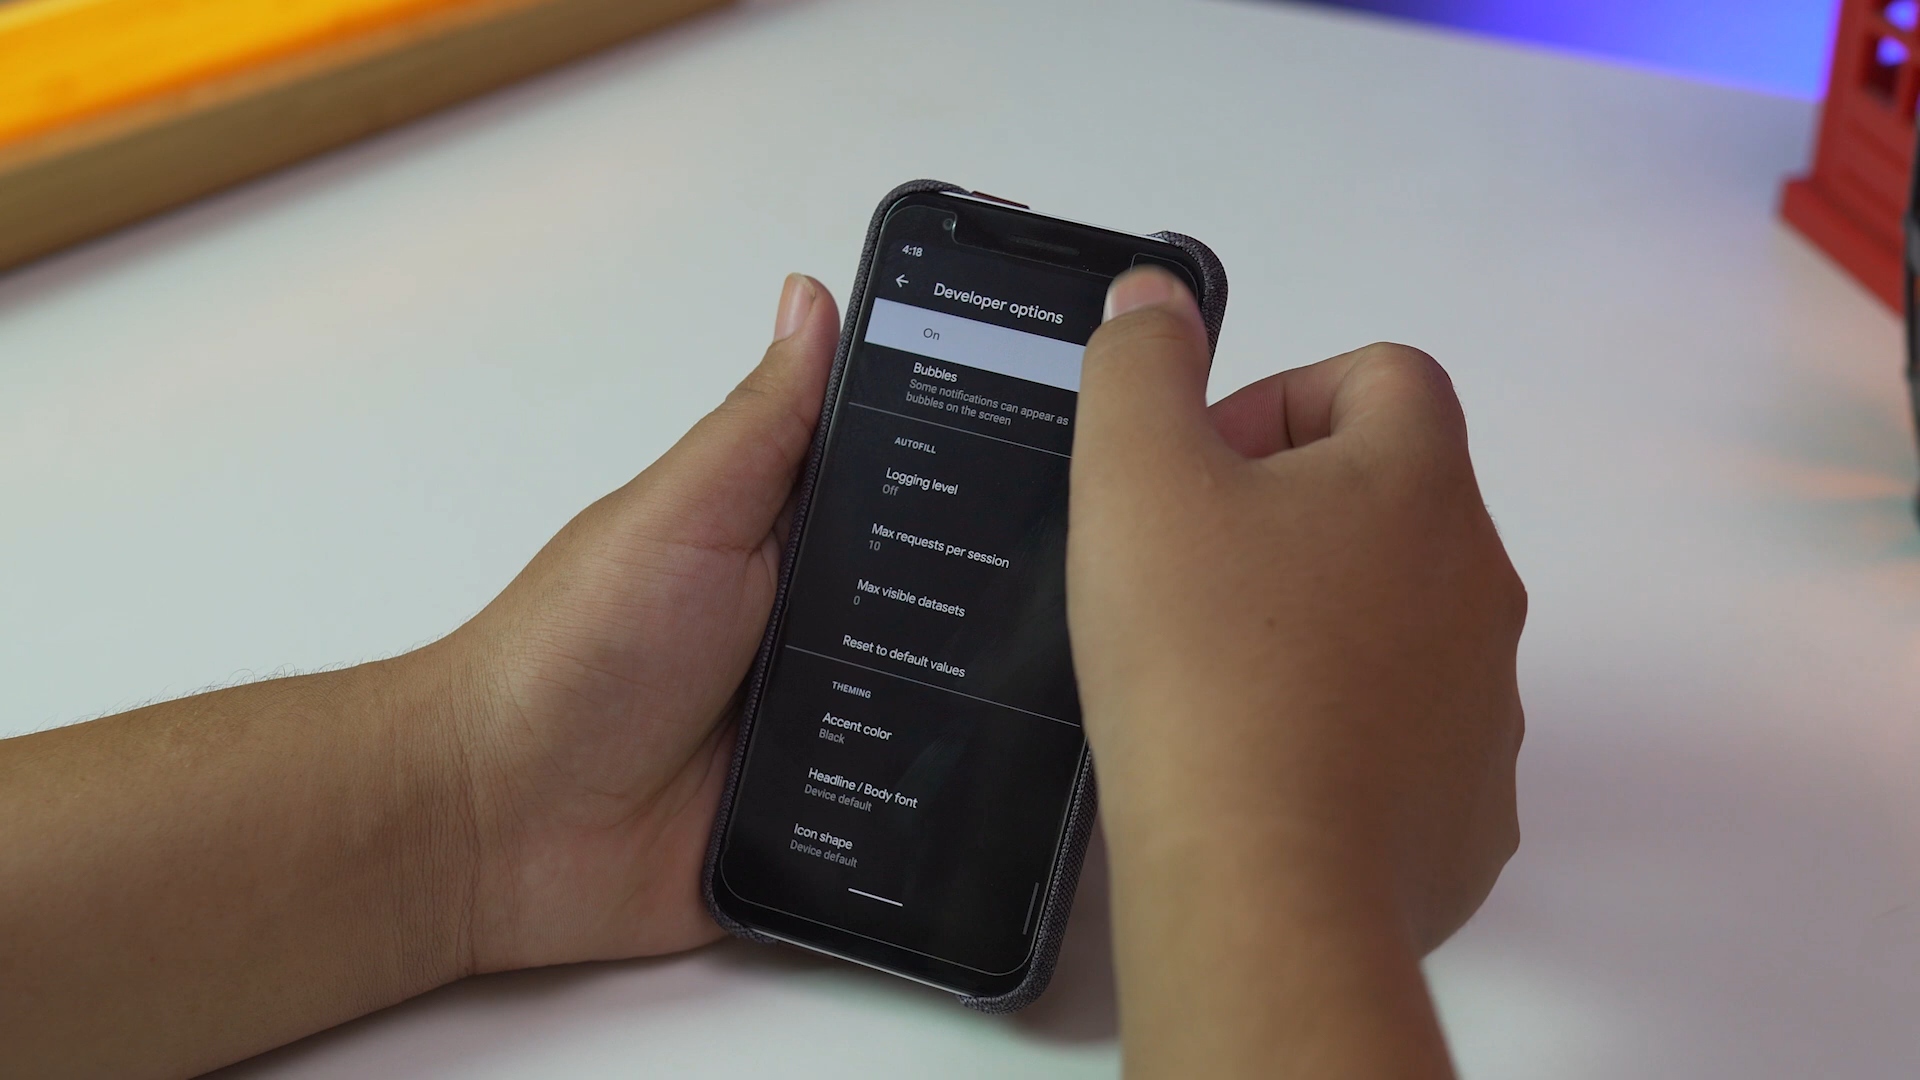 4:18
Developer options
On
Bubbles
Some notifications can appear as
bubbles on the screen
AUTOFILL
Logging level
Off
Max requests per session
10
Max visible datasets
0
Reset to default values
THEMING
Accent color
Black
Headline / Body font
Device default
Icon shape
Device default